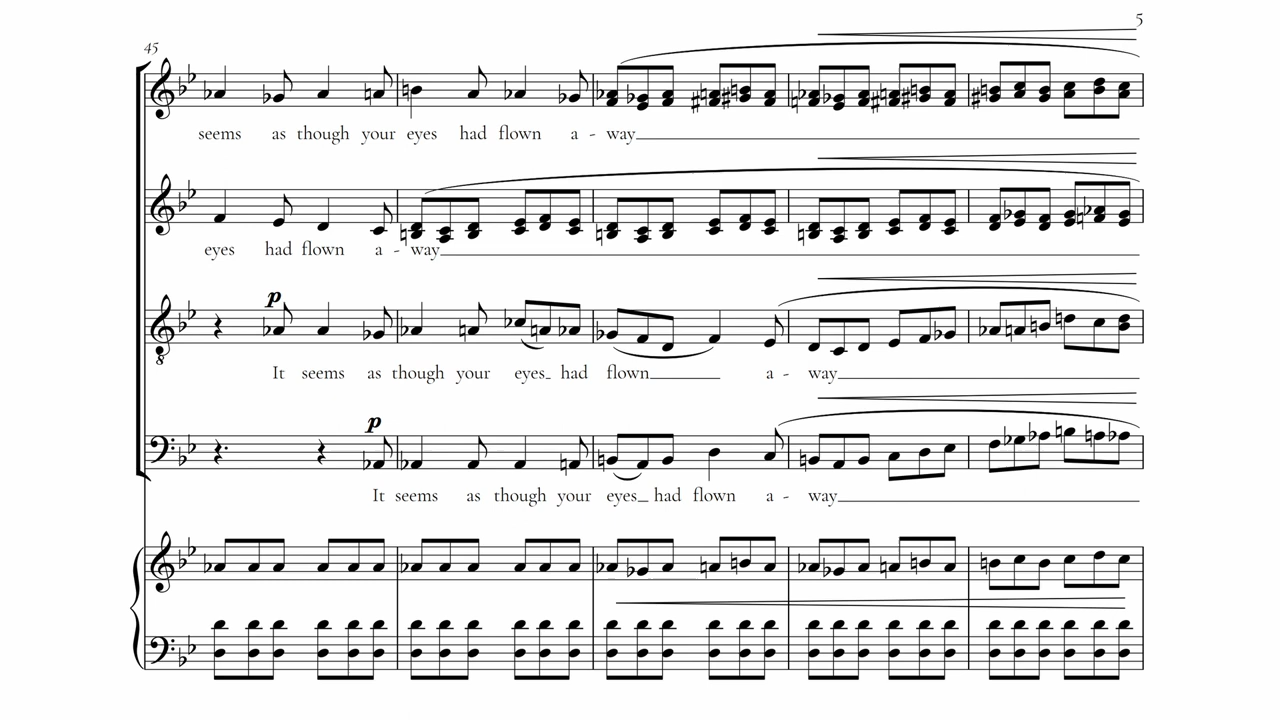 5
45
seems as though your eyes had flown a - way
eyes had flown a - way
p
It seems as though your eyes had flown a - way
p
It seems as though your eyes had flown a - way